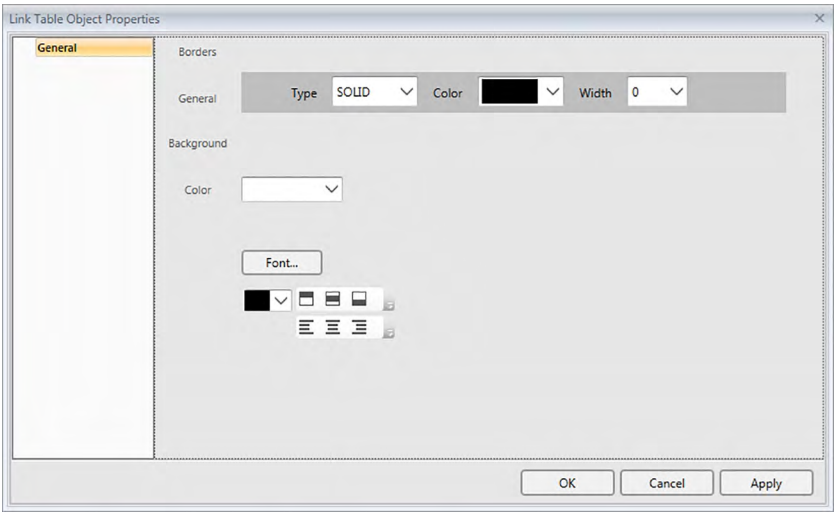 Link Table Object Properties
General
Borders
General Type SOLID Color Width 0
Background
Color
Font...
OK Cancel Apply